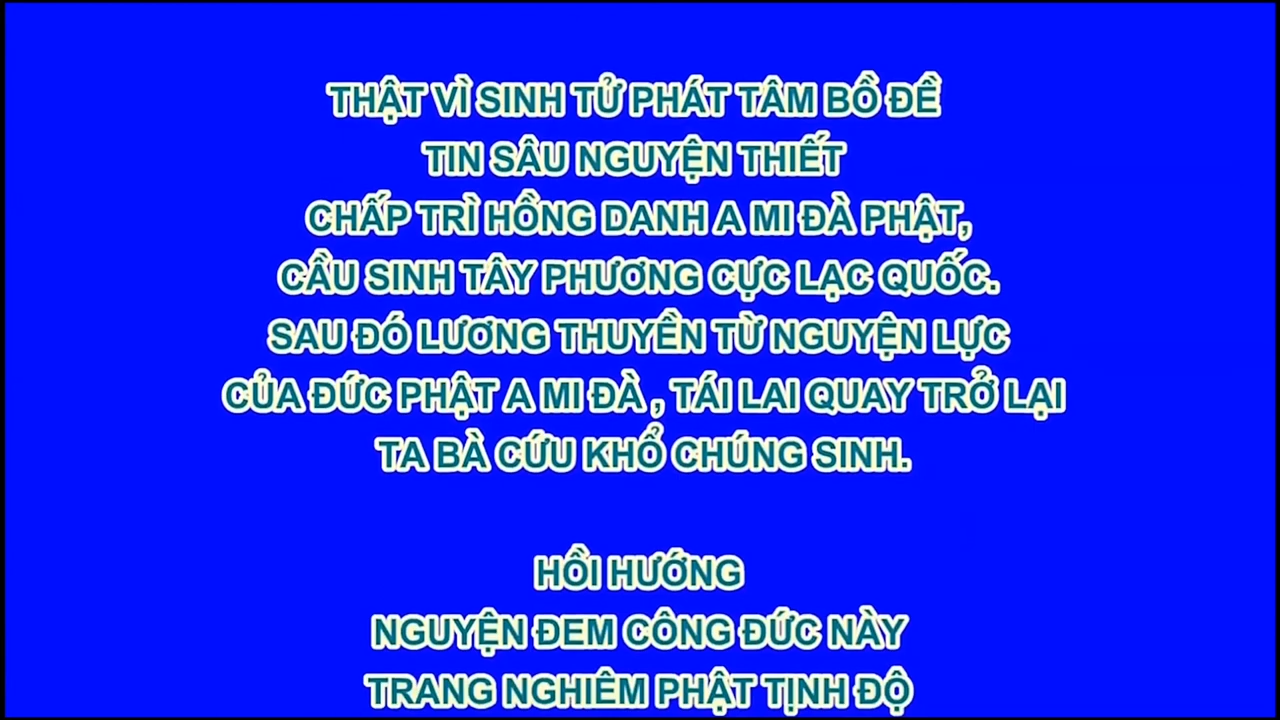 THẬT VÌ SINH TỬ PHÁT TÂM BỒ ĐỀ
TIN SÂU NGUYỆN THIẾT
CHẤP TRÌ HỒNG DANH A MI ĐÀ PHẬT,
CẦU SINH TÂY PHƯƠNG CỰC LẠC QUỐC.
SAU ĐÓ LƯƠNG THUYỀN TỪ NGUYỆN LỰC
CỦA ĐỨC PHẬT A MI ĐÀ , TÁI LAI QUAY TRỞ LẠI
TA BÀ CỨU KHỔ CHÚNG SINH.
HỒI HƯỚNG
NGUYỆN ĐEM CÔNG ĐỨC NÀY
TRANG NGHIÊM PHẬT TỊNH ĐỘ